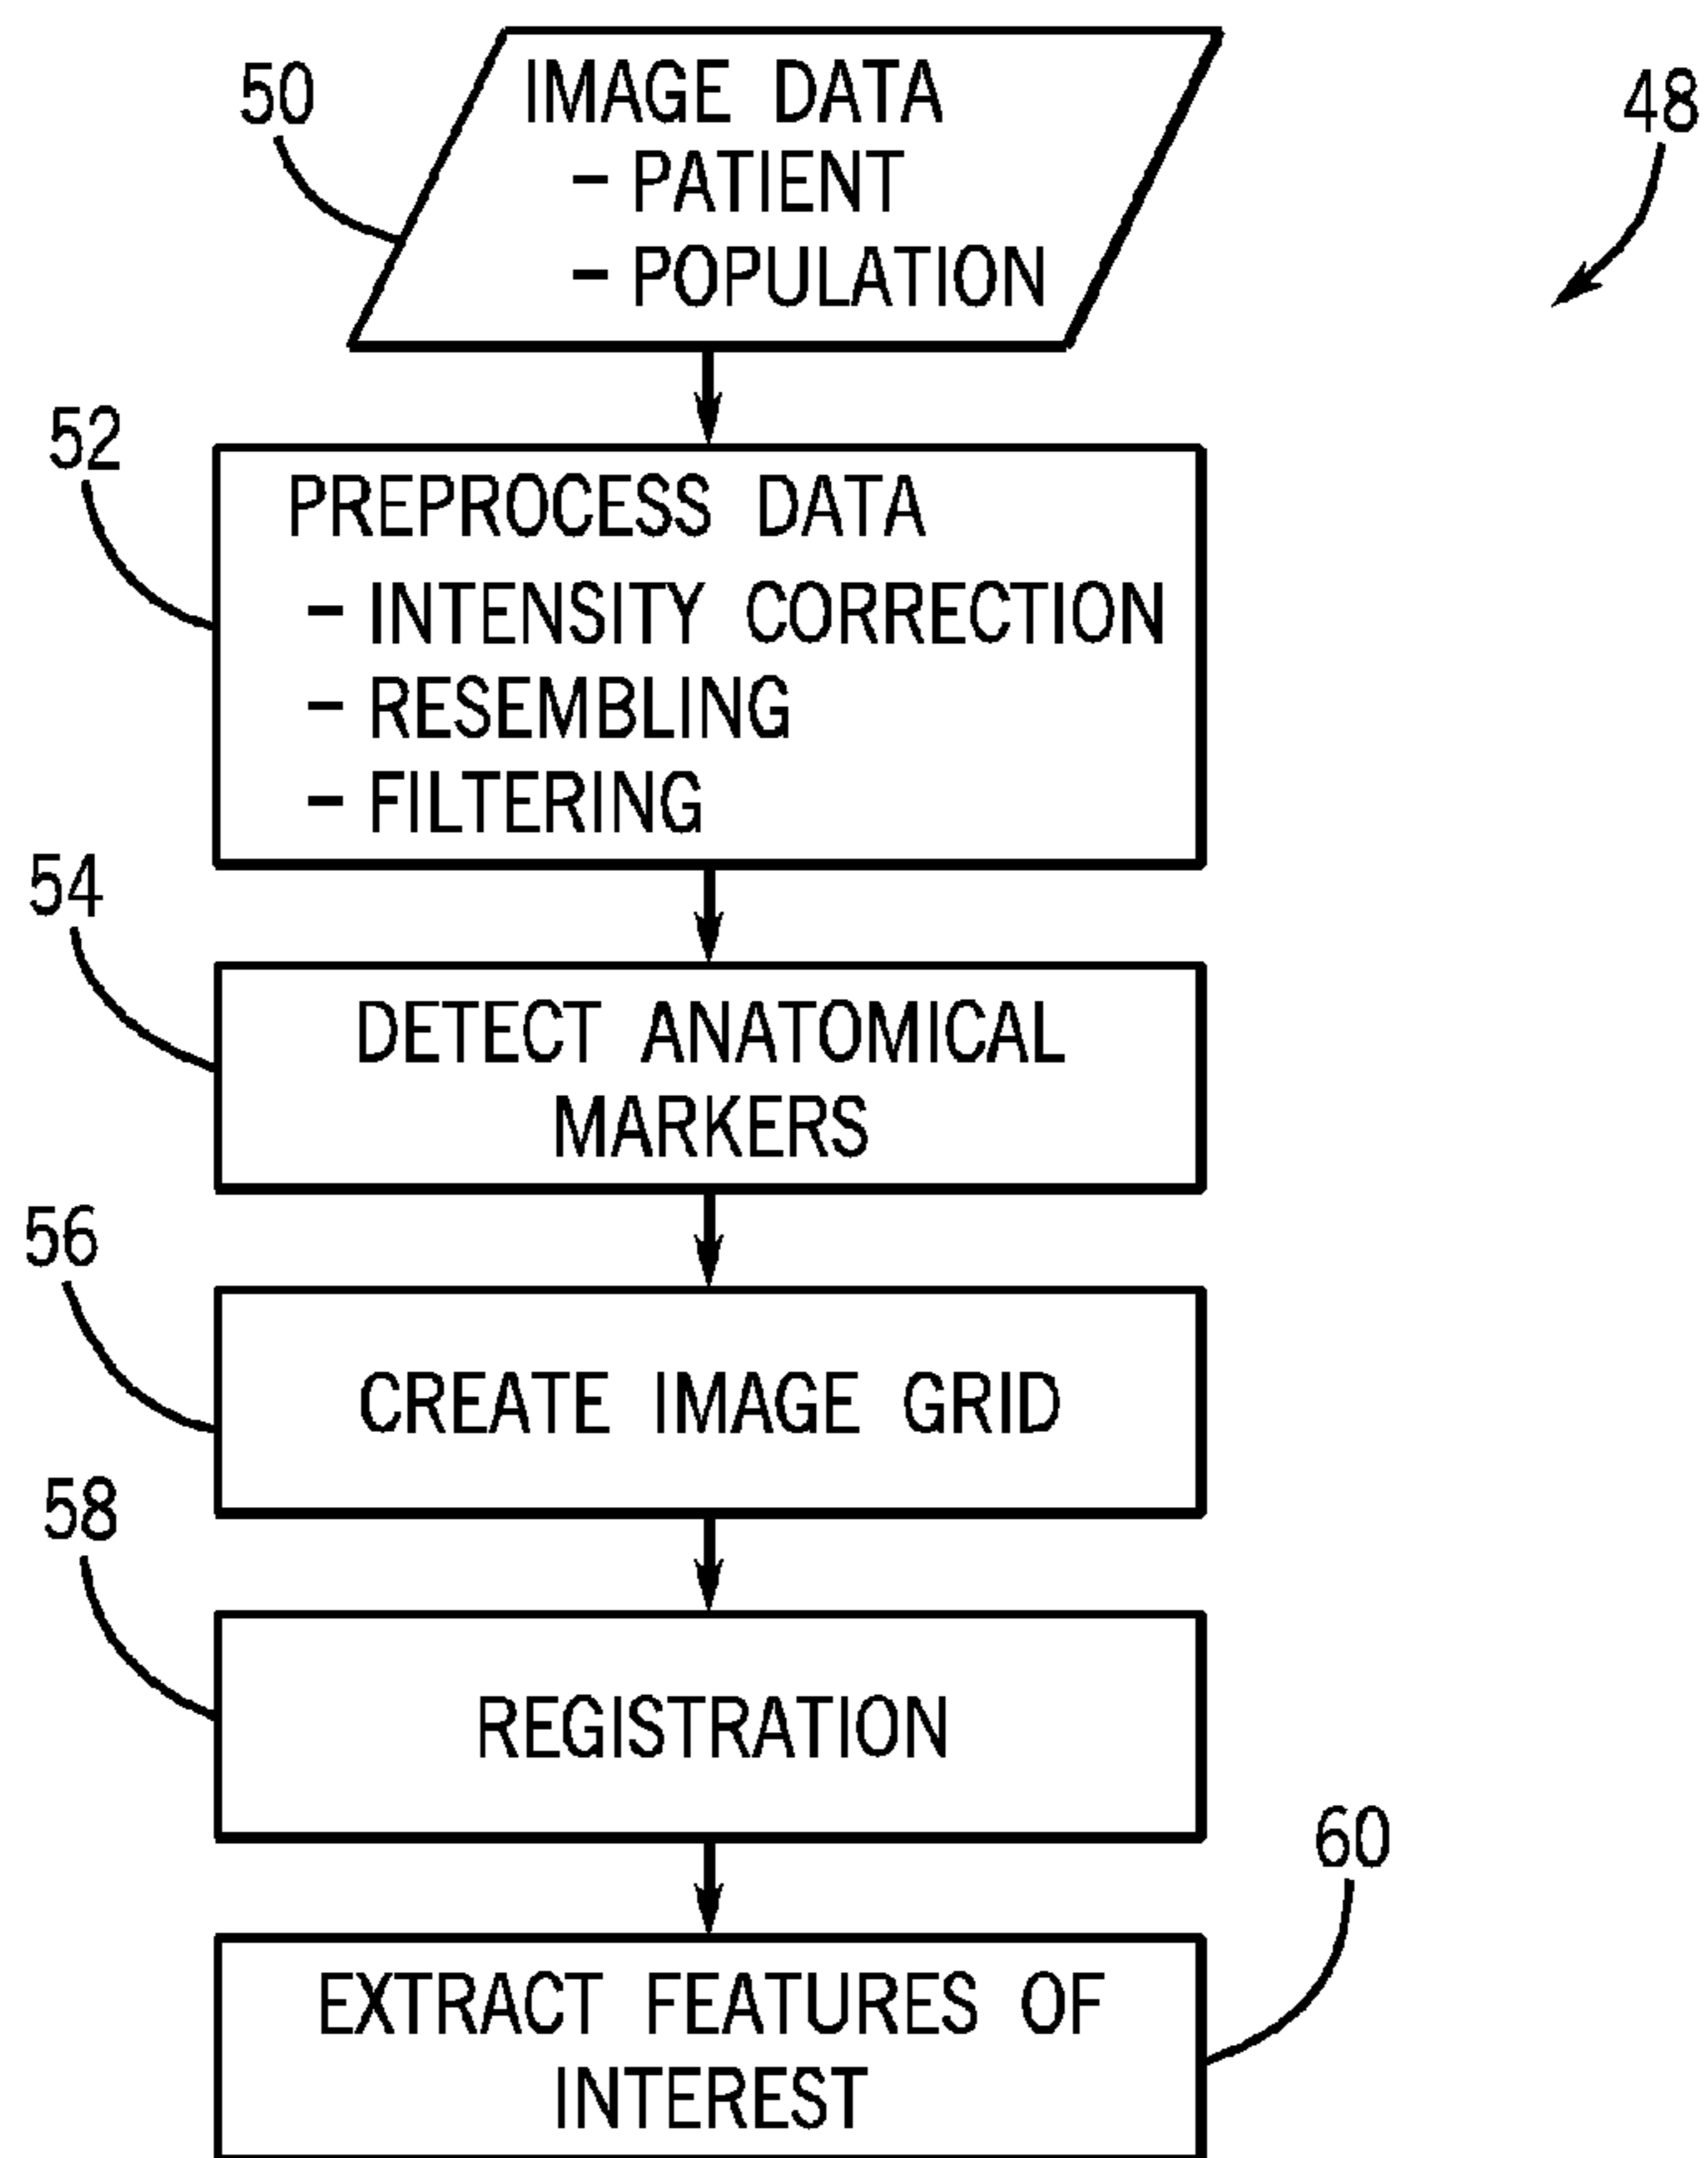 50
IMAGE DATA
- PATIENT
- POPULATION
48
52
PREPROCESS DATA
- INTENSITY CORRECTION
- RESEMBLING
- FILTERING
54
DETECT ANATOMICAL
MARKERS
56
CREATE IMAGE GRID
58
REGISTRATION
60
EXTRACT FEATURES OF
INTEREST